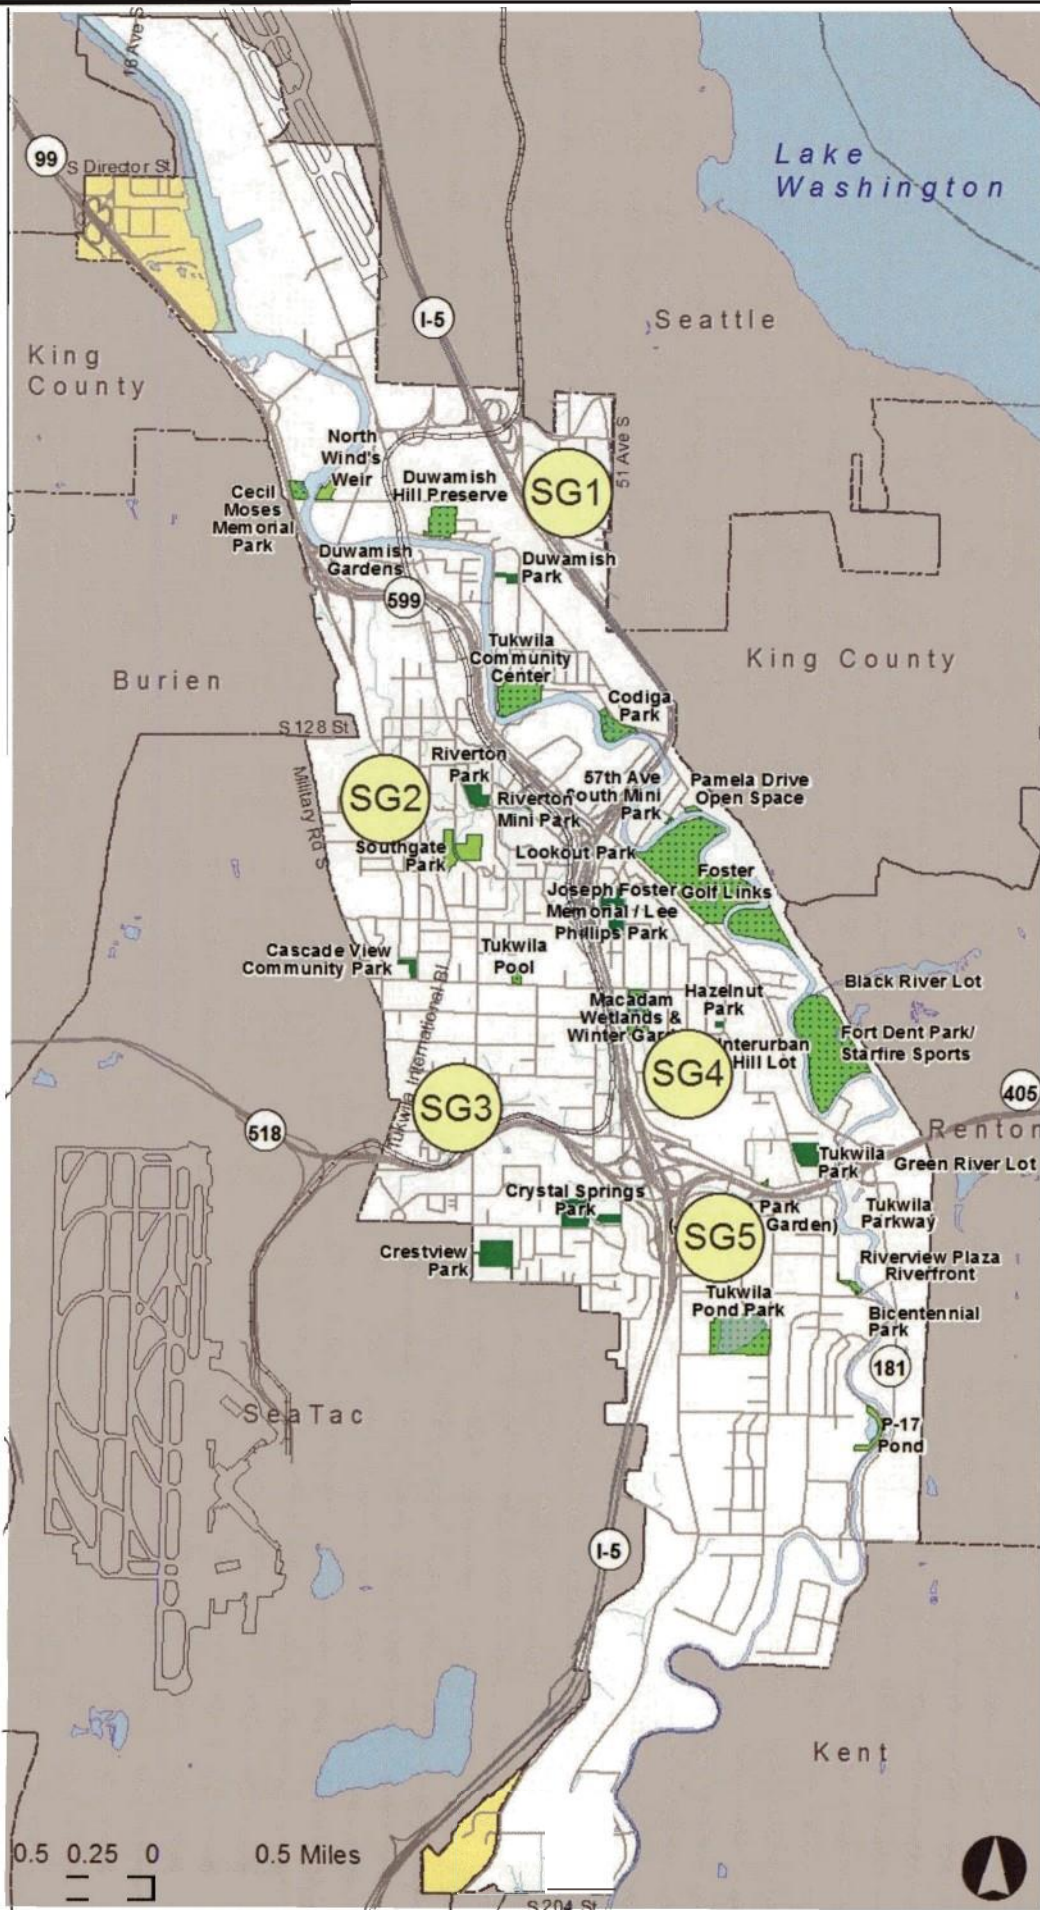 18 Ave S
99
S Director St
Lake
Washington
I-5
Seattle
King
County
51 Ave S
North
Wind's
Weir
Duwamish
Hill Preserve
SG1
Cecil
Moses
Memorial
Park
Duwamish
Gardens
Duwamish
Park
599
Tukwila
Community
Center
King County
Burien
Codiga
Park
S 128 St
Riverton
Park
Military Rd S
SG2
57th Ave
South Mini
Park
Pamela Drive
Open Space
Riverton
Mini Park
Southgate
Park
Lookout Park
Foster
Golf Links
Joseph Foster
Memorial / Lee
Phillips Park
Cascade View
Community Park
Tukwila
Pool
Black River Lot
Macadam
Wetlands &
Winter Gard
Hazelnut
Park
Fort Dent Park/
Starfire Sports
Interurban
Hill Lot
Tukwila International Bl
SG4
SG3
405
518
Renton
Tukwila
Park
Green River Lot
Crystal Springs
Park
Park
Garden)
Tukwila
Parkway
SG5
Crestview
Park
Riverview Plaza
Riverfront
Tukwila
Pond Park
Bicentennial
Park
181
SeaTac
P-17
Pond
I-5
Kent
0.5 0.25 0 0.5 Miles
S 204 St